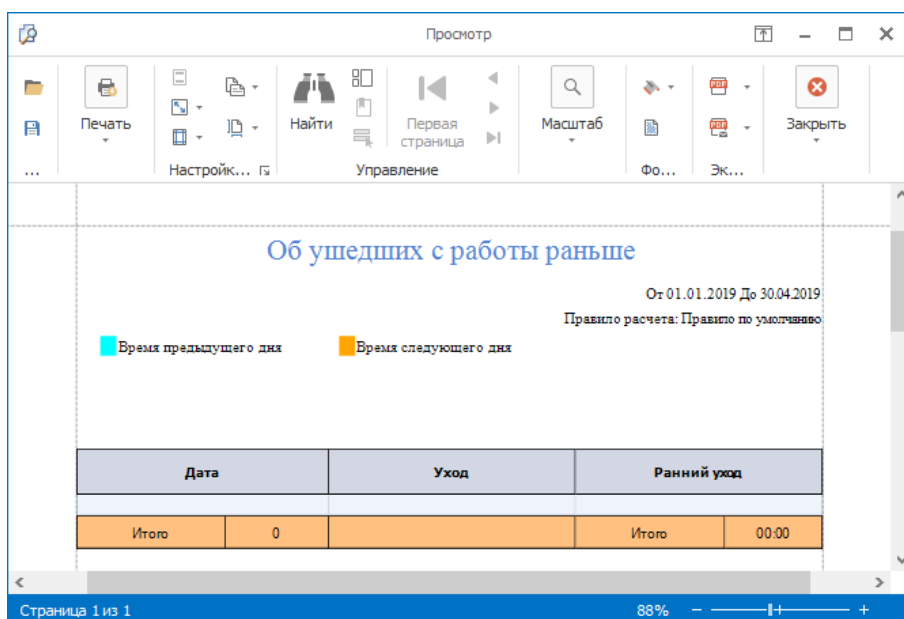 Просмотр
Печать
Найти
Первая
страница
Масштаб
Закрыть
...
Настройк...
Управление
Фо...
Эк...
PDF
PDF
Об ушедших с работы раньше
От 01.01.2019 До 30.04.2019
Правило расчета: Правило по умолчанию
Время предыдущего дня Время следующего дня
Дата Уход Ранний уход
Итого 0 Итого 00:00
Страница 1 из 1 88%